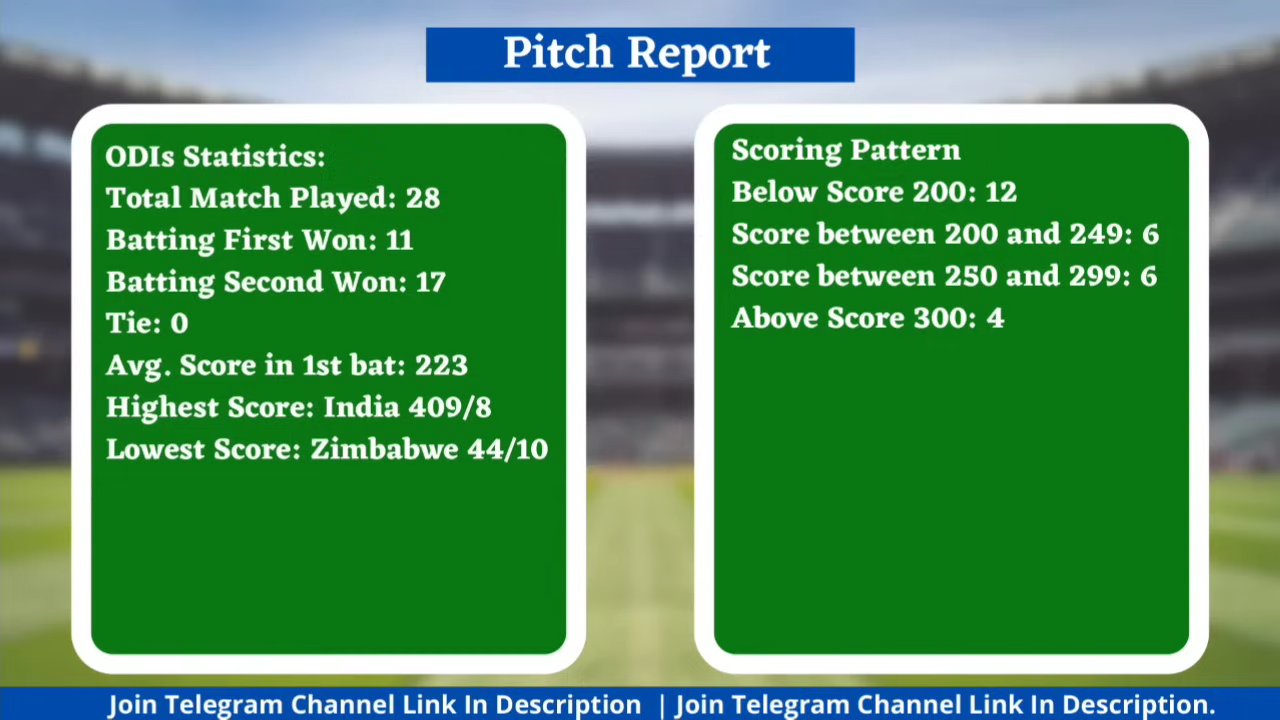 Pitch Report
ODIs Statistics:
Total Match Played: 28
Batting First Won: 11
Batting Second Won: 17
Tie: 0
Avg. Score in 1st bat: 223
Highest Score: India 409/8
Lowest Score: Zimbabwe 44/10
Scoring Pattern
Below Score 200: 12
Score between 200 and 249: 6
Score between 250 and 299: 6
Above Score 300: 4
Join Telegram Channel Link In Description | Join Telegram Channel Link In Description.